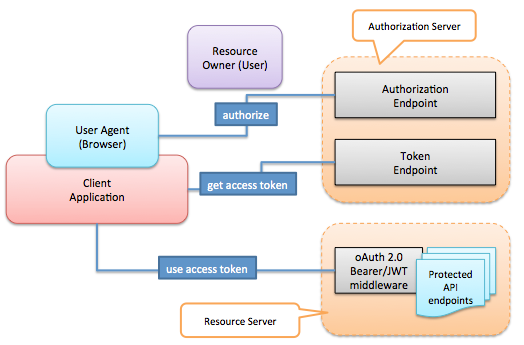 Authorization Server
Resource
Owner (User)
Authorization
Endpoint
authorize
User Agent
(Browser)
Token
Endpoint
Client
Application
get access token
oAuth 2.0
Bearer/JWT
middleware
Protected
API
endpoints
use access token
Resource Server